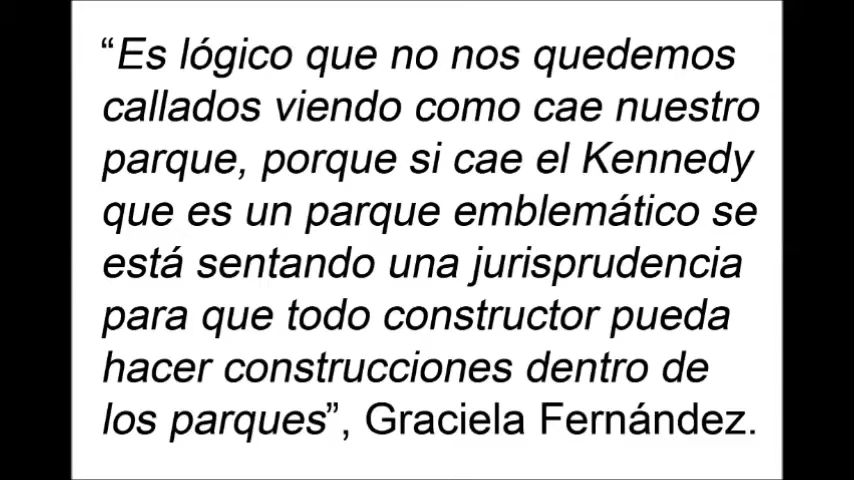 “Es lógico que no nos quedemos
callados viendo como cae nuestro
parque, porque si cae el Kennedy
que es un parque emblemático se
está sentando una jurisprudencia
para que todo constructor pueda
hacer construcciones dentro de
los parques”, Graciela Fernández.